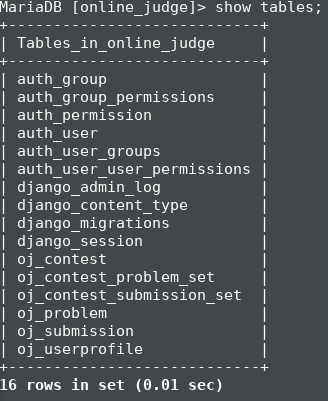 MariaDB [online_judge]> show tables;
+----------------------------+
| Tables_in_online_judge     |
+----------------------------+
| auth_group                 |
| auth_group_permissions     |
| auth_permission            |
| auth_user                  |
| auth_user_groups           |
| auth_user_user_permissions |
| django_admin_log           |
| django_content_type        |
| django_migrations          |
| django_session             |
| oj_contest                 |
| oj_contest_problem_set     |
| oj_contest_submission_set  |
| oj_problem                 |
| oj_submission              |
| oj_userprofile             |
+----------------------------+
16 rows in set (0.01 sec)